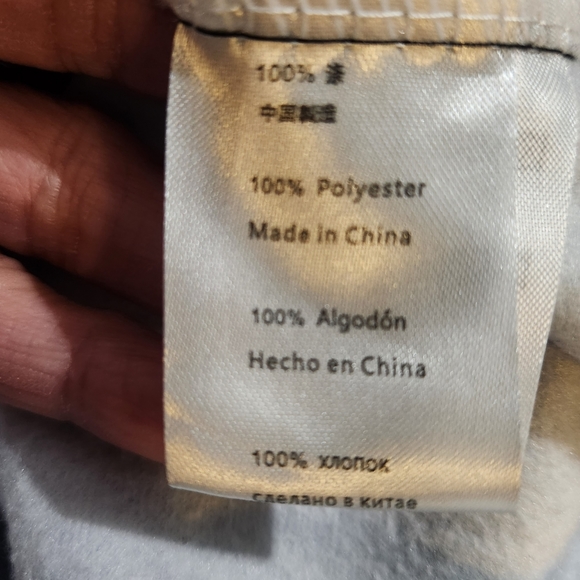 100%
中国製造
100% Polyester
Made in China
100% Algodón
Hecho en China
100% хлопок
сделано в китае